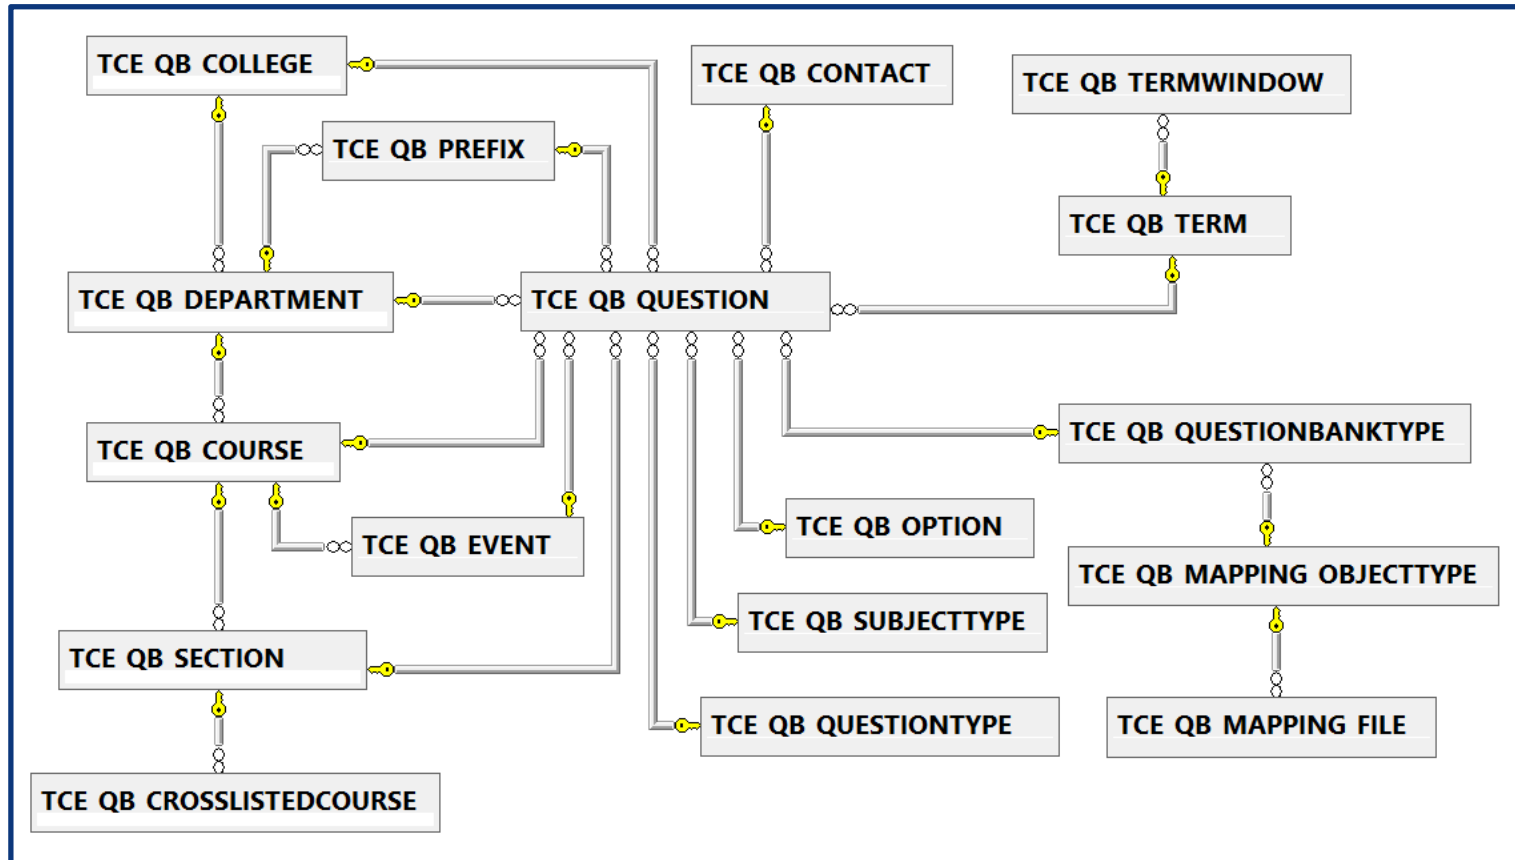 TCE QB COLLEGE
TCE QB CONTACT
TCE QB TERMWINDOW
TCE QB PREFIX
TCE QB TERM
TCE QB DEPARTMENT
TCE QB QUESTION
TCE QB COURSE
TCE QB QUESTIONBANKTYPE
TCE QB OPTION
TCE QB EVENT
TCE QB MAPPING OBJECTTYPE
TCE QB SUBJECTTYPE
TCE QB SECTION
TCE QB QUESTIONTYPE
TCE QB MAPPING FILE
TCE QB CROSSLISTEDCOURSE